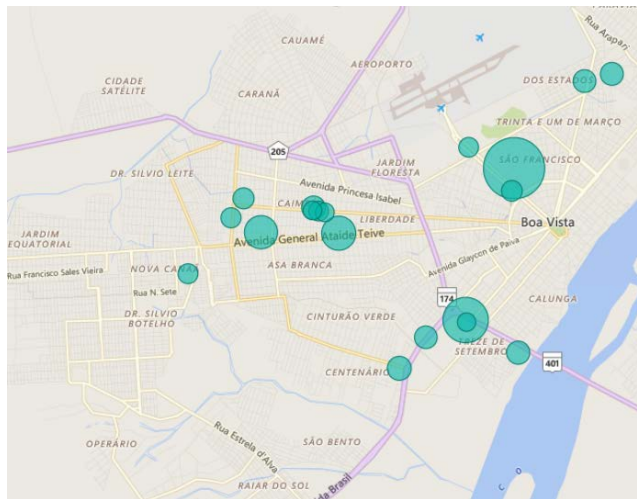 Rua Arapari
CAUAMÉ
AEROPORTO
CIDADE
SATÉLITE
CARANÃ
DOS ESTADOS
TRINTA E UM DE MARÇO
205
JARDIM
FLORESTA
SÃO FRANCISCO
DR. SILVIO LEITE
Avenida Princesa Isabel
CAIM
LIBERDADE
Boa Vista
JARDIM
EQUATORIAL
Avenida General Ataíde Teive
Rua Francisco Sales Vieira
NOVA CANAÃ
ASA BRANCA
Avenida Glaycon de Paiva
Rua N. Sete
174
CALUNGA
DR. SILVIO
BOTELHO
CINTURÃO VERDE
TREZE DE
SETEMBRO
401
CENTENÁRIO
OPERÁRIO
Rua Estrela d'Alva
SÃO BENTO
RAIAR DO SOL
da Brasil